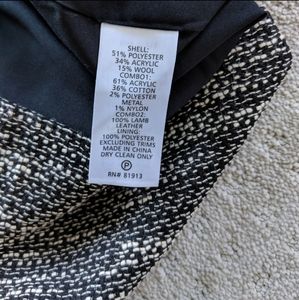 SHELL:
51% POLYESTER
34% ACRYLIC
15% WOOL
COMBO1:
61% ACRYLIC
36% COTTON
2% POLYESTER
METAL
1% NYLON
COMBO2:
100% LAMB
LEATHER
LINING:
100% POLYESTER
EXCLUDING TRIMS
MADE IN CHINA
DRY CLEAN ONLY
P
RN# 81913